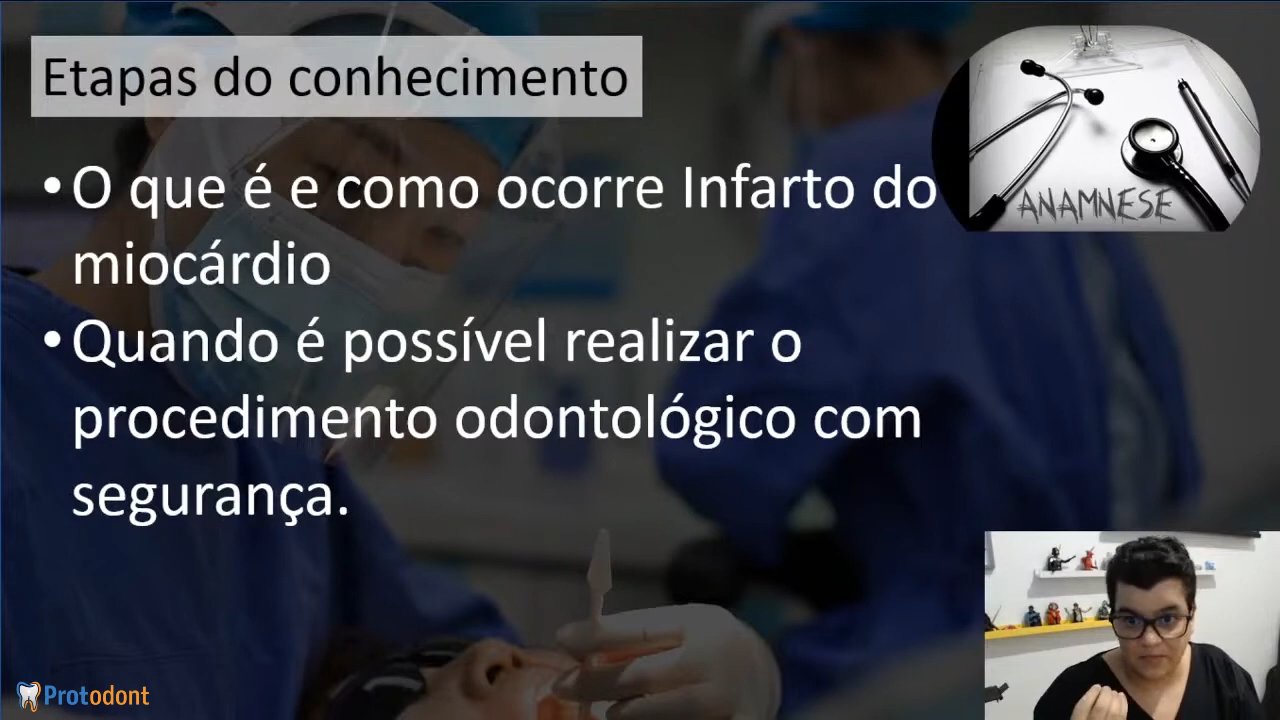 Etapas do conhecimento
• O que é e como ocorre Infarto do
miocárdio
• Quando é possível realizar o
procedimento odontológico com
segurança.
ANAMNESE
Protodont